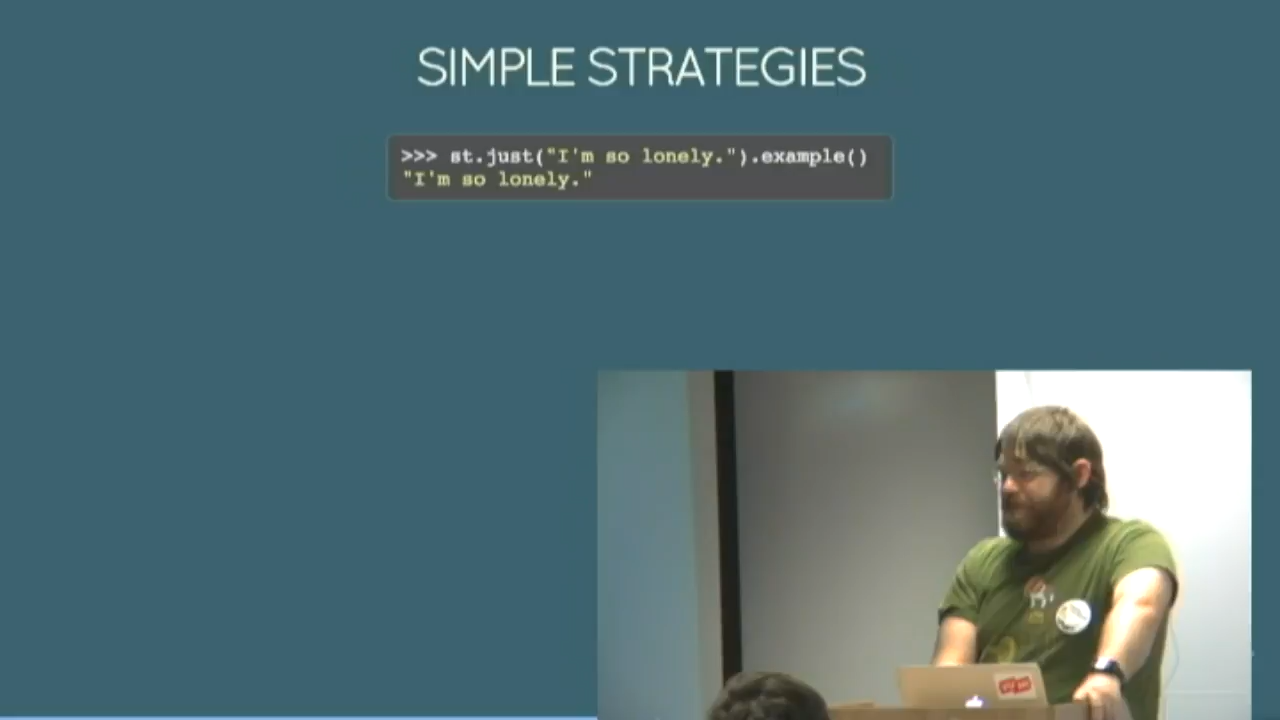 SIMPLE STRATEGIES
>>> st.just("I'm so lonely.").example()
"I'm so lonely."